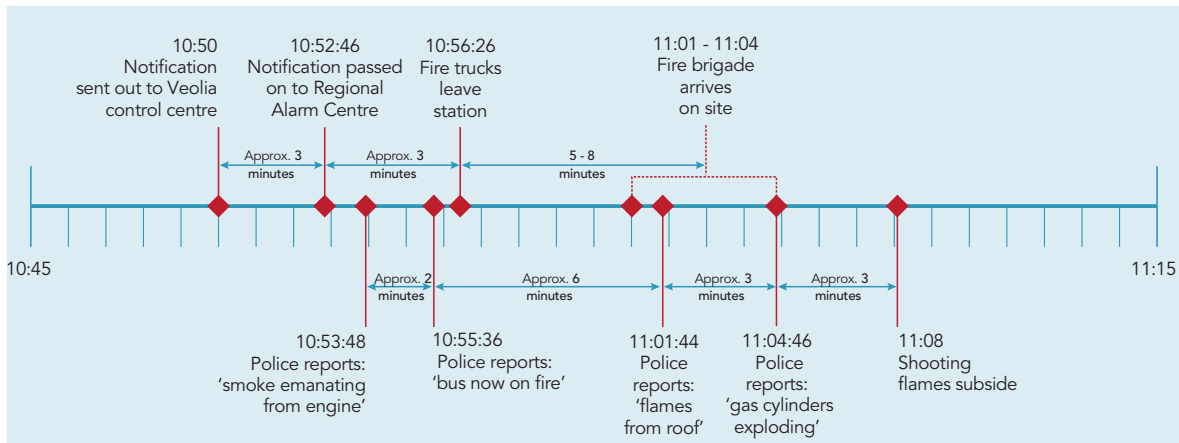 10:50
Notification
sent out to Veolia
control centre
10:52:46
Notification passed
on to Regional
Alarm Centre
10:56:26
Fire trucks
leave
station
11:01 - 11:04
Fire brigade
arrives
on site
Approx. 3
minutes
Approx. 3
minutes
5 - 8
minutes
10:45
11:15
Approx. 2
minutes
Approx. 6
minutes
Approx. 3
minutes
Approx. 3
minutes
10:53:48
Police reports:
‘smoke emanating
from engine’
10:55:36
Police reports:
‘bus now on fire’
11:01:44
Police
reports:
‘flames
from roof’
11:04:46
Police
reports:
‘gas cylinders
exploding’
11:08
Shooting
flames subside